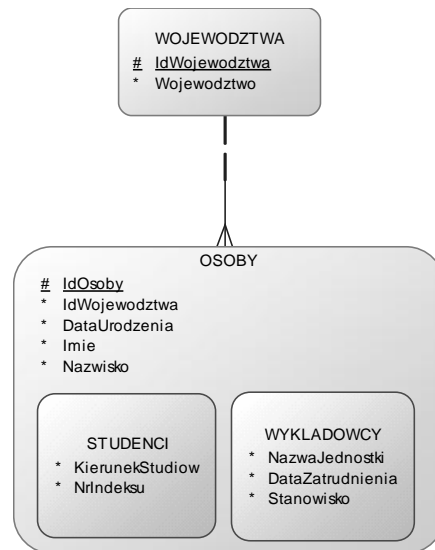 WOJEWODZTWA
# IdWojewodztwa
* Wojewodztwo
OSOBY
# IdOsoby
* IdWojewodztwa
* DataUrodzenia
* Imie
* Nazwisko
STUDENCI
* KierunekStudiow
* NrIndeksu
WYKLADOWCY
* NazwaJednostki
* DataZatrudnienia
* Stanowisko